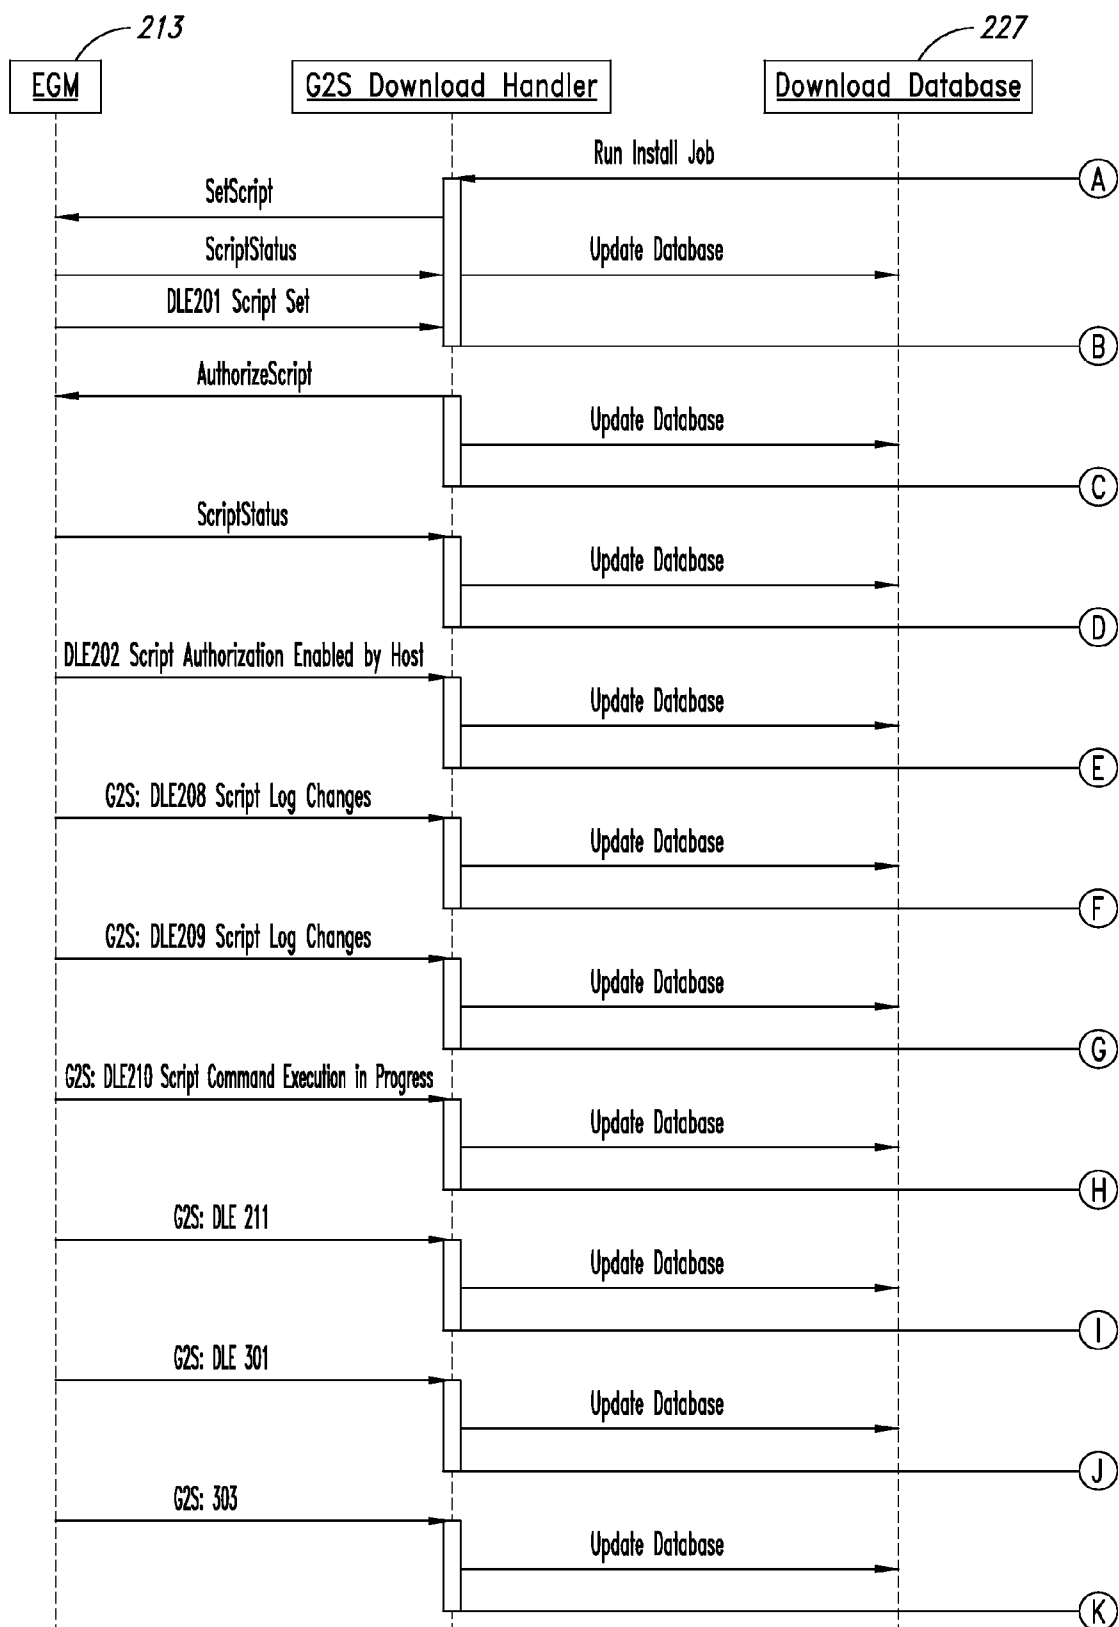 213
227
EGM
G2S Download Handler
Download Database
Run Install Job
A
SetScript
ScriptStatus
Update Database
DLE201 Script Set
B
AuthorizeScript
Update Database
C
ScriptStatus
Update Database
D
DLE202 Script Authorization Enabled by Host
Update Database
E
G2S: DLE208 Script Log Changes
Update Database
F
G2S: DLE209 Script Log Changes
Update Database
G
G2S: DLE210 Script Command Execution in Progress
Update Database
H
G2S: DLE 211
Update Database
I
G2S: DLE 301
Update Database
J
G2S: 303
Update Database
K